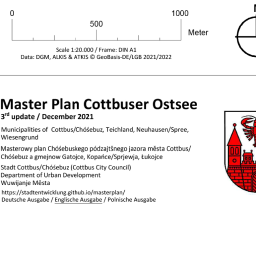 0
500
1000
Meter
Scale 1:20.000 / Frame: DIN A1
Data: DGM, ALKIS & ATKIS © GeoBasis-DE/LGB 2021/2022
Master Plan Cottbuser Ostsee
3rd update / December 2021
Municipalities of Cottbus/Chóśebuz, Teichland, Neuhausen/Spree,
Wiesengrund
Masterowy plan Chóśebuskego pódzajtšnego jazora města Cottbus/
Chóśebuz a gmejnow Gatojce, Kopańce/Sprjewja, Łukojce
Stadt Cottbus/Chóśebuz (Cottbus City Council)
Department of Urban Development
Wuwijanje Města
https://stadtentwicklung.cottbus.de/masterplan/
Deutsche Ausgabe / Englische Ausgabe / Polnische Ausgabe